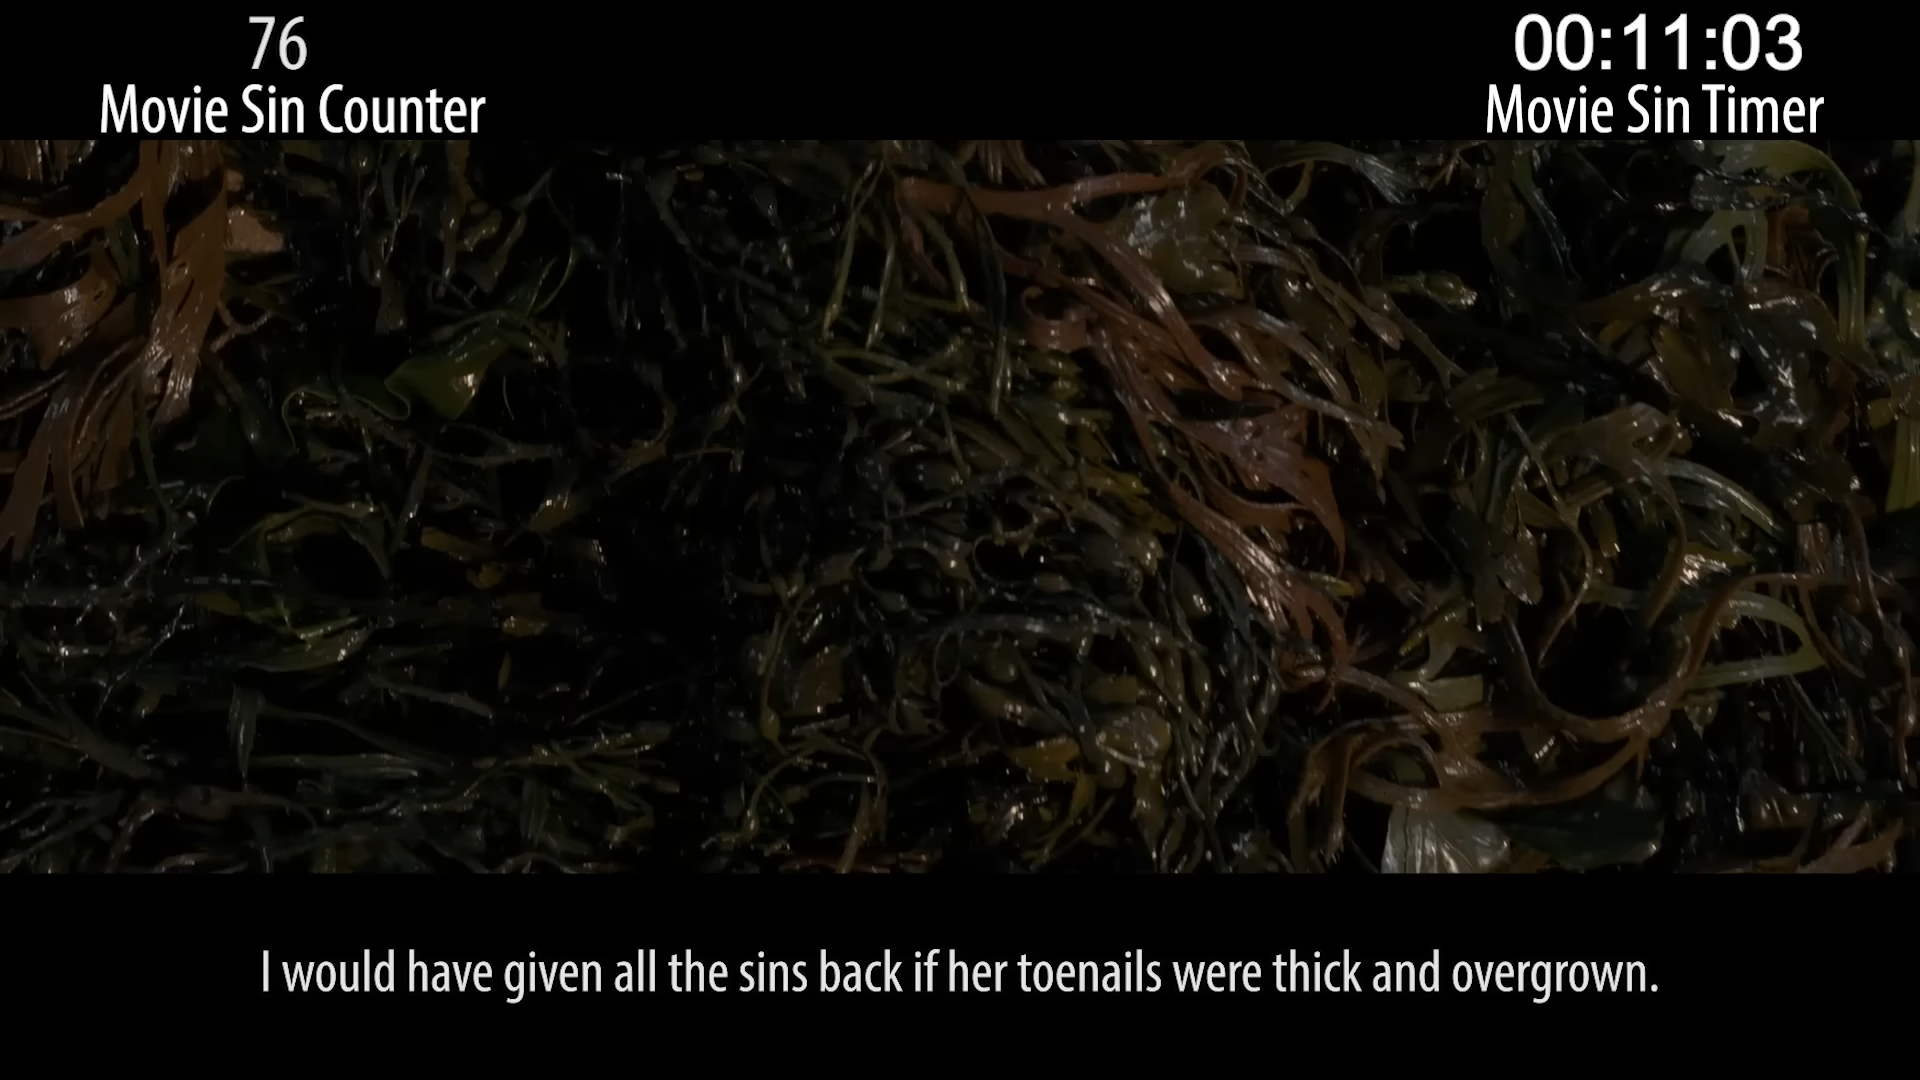 76
Movie Sin Counter
00:11:03
Movie Sin Timer
I would have given all the sins back if her toenails were thick and overgrown.